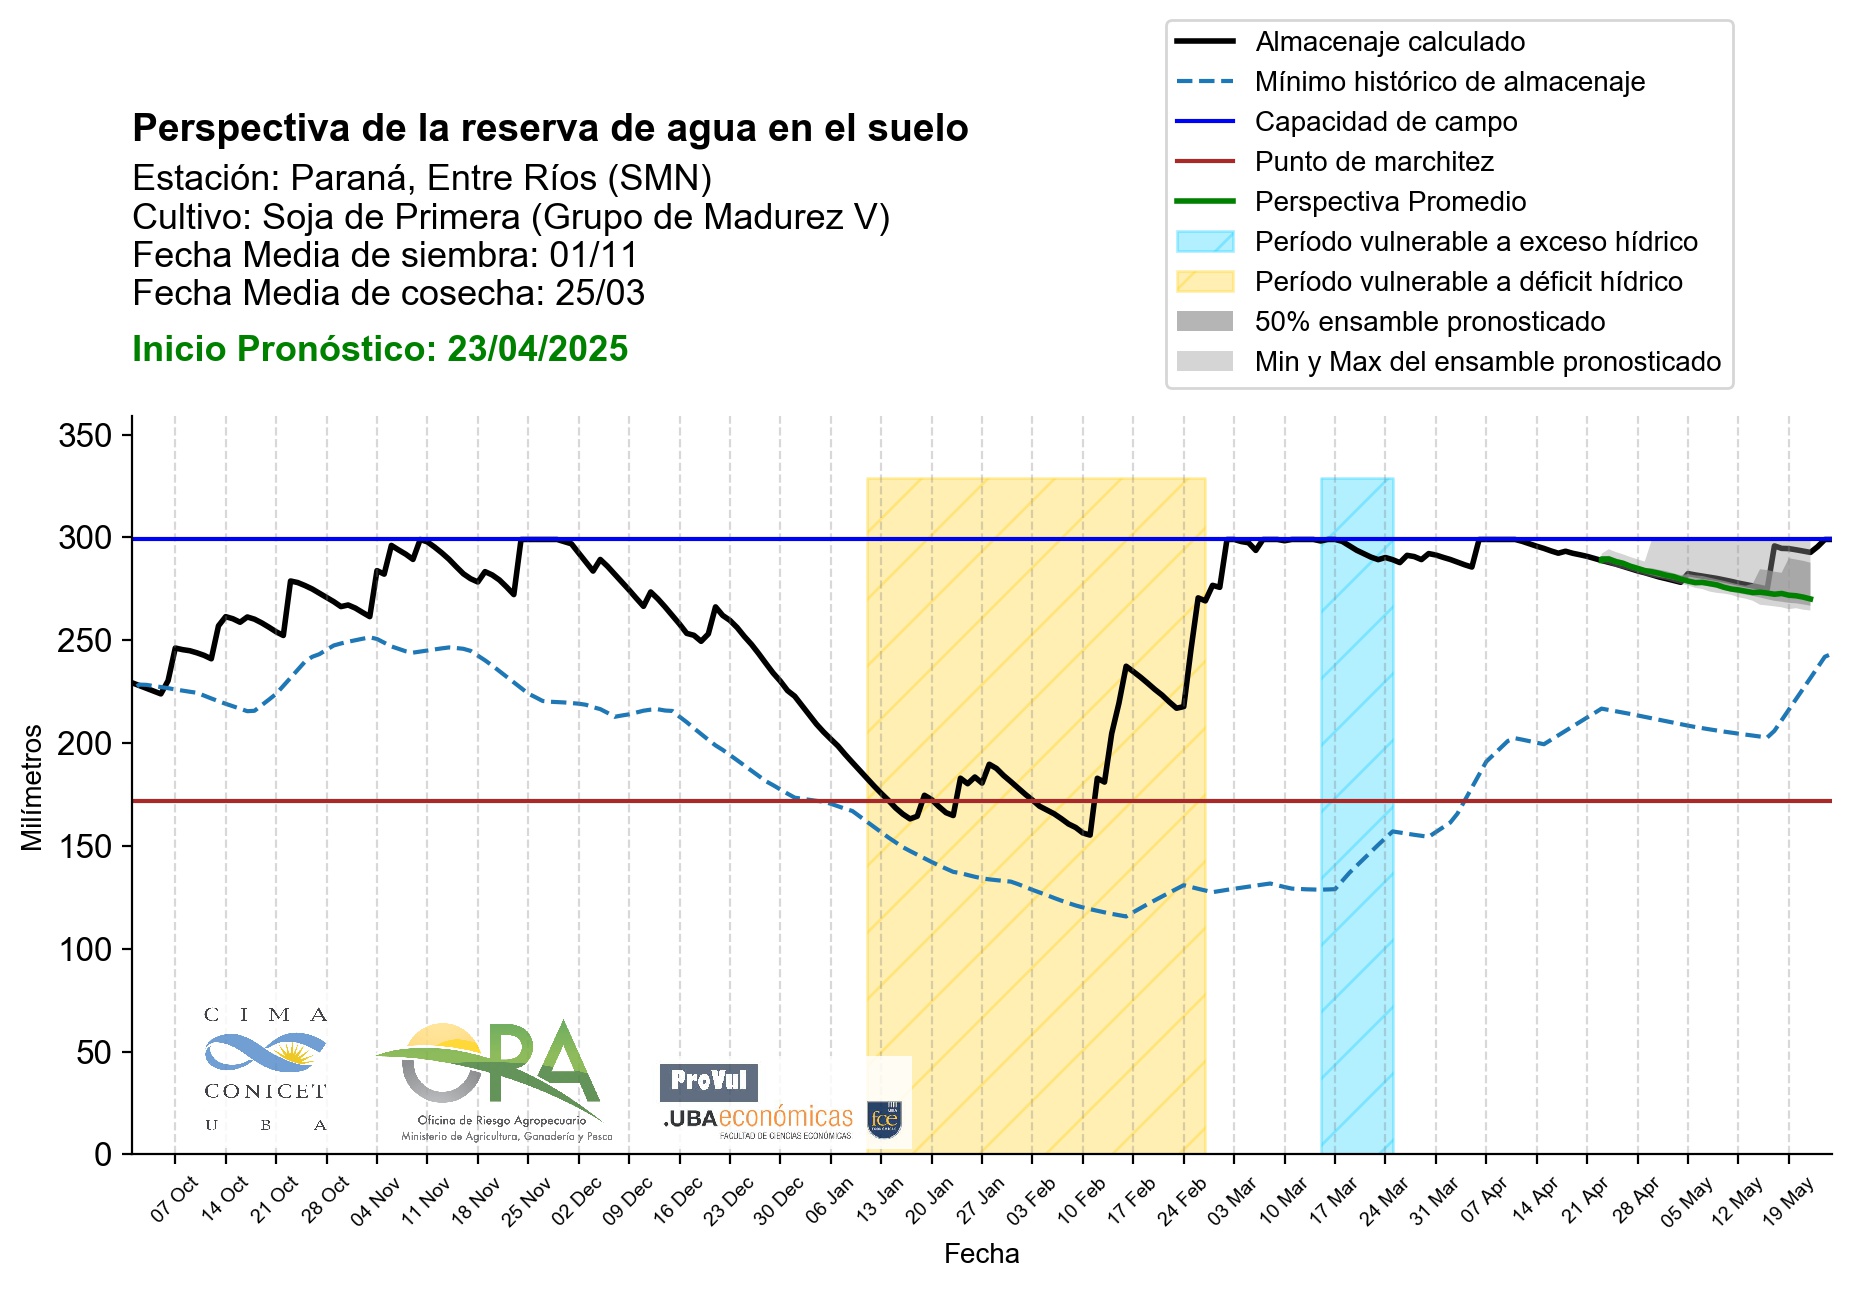 Almacenaje calculado
Mínimo histórico de almacenaje
Capacidad de campo
Punto de marchitez
Perspectiva Promedio
Período vulnerable a exceso hídrico
Período vulnerable a déficit hídrico
50% ensamble pronosticado
Min y Max del ensamble pronosticado
Perspectiva de la reserva de agua en el suelo
Estación: Paraná, Entre Ríos (SMN)
Cultivo: Soja de Primera (Grupo de Madurez V)
Fecha Media de siembra: 01/11
Fecha Media de cosecha: 25/03
Inicio Pronóstico: 23/04/2025
350
300
250
200
150
100
50
0
Milímetros
CIMA
CONICET
UBA
ORA
Oficina de Riesgo Agropecuario
Ministerio de Agricultura, Ganadería y Pesca
ProVul
.UBAeconómicas
FACULTAD DE CIENCIAS ECONÓMICAS
UBA
fce
07 Oct
14 Oct
21 Oct
28 Oct
04 Nov
11 Nov
18 Nov
25 Nov
02 Dec
09 Dec
16 Dec
23 Dec
30 Dec
06 Jan
13 Jan
20 Jan
27 Jan
03 Feb
10 Feb
17 Feb
24 Feb
03 Mar
10 Mar
17 Mar
24 Mar
31 Mar
07 Apr
14 Apr
21 Apr
28 Apr
05 May
12 May
19 May
Fecha